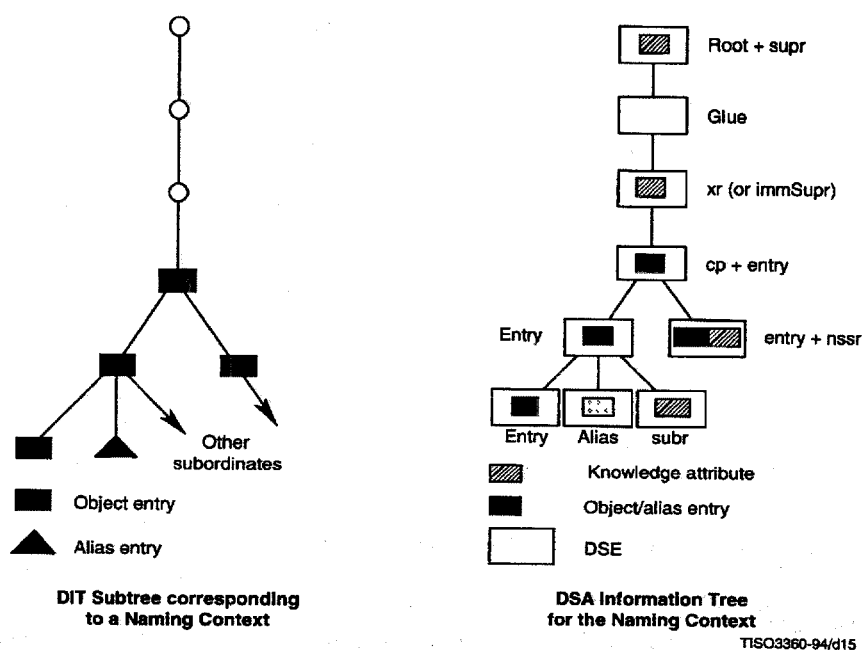 Root + supr
Glue
xr (or immSupr)
cp + entry
Entry
entry + nssr
Entry
Alias
subr
Other
subordinates
Knowledge attribute
Object entry
Object/alias entry
Alias entry
DSE
DIT Subtree corresponding
to a Naming Context
DSA Information Tree
for the Naming Context
TISO3360-94/d15